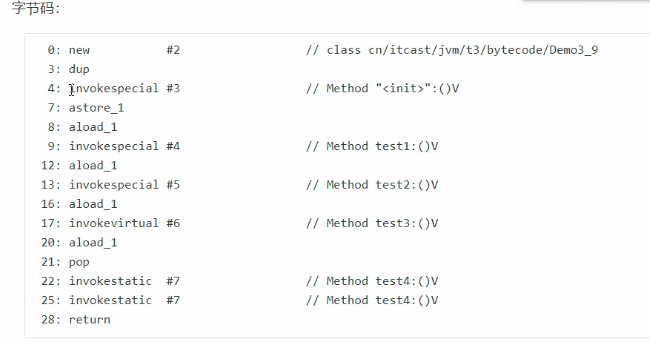 字节码：
0: new #2 // class cn/itcast/jvm/t3/bytecode/Demo3_9
3: dup
4: invokespecial #3 // Method "<init>":()V
7: astore_1
8: aload_1
9: invokespecial #4 // Method test1:()V
12: aload_1
13: invokespecial #5 // Method test2:()V
16: aload_1
17: invokevirtual #6 // Method test3:()V
20: aload_1
21: pop
22: invokestatic #7 // Method test4:()V
25: invokestatic #7 // Method test4:()V
28: return